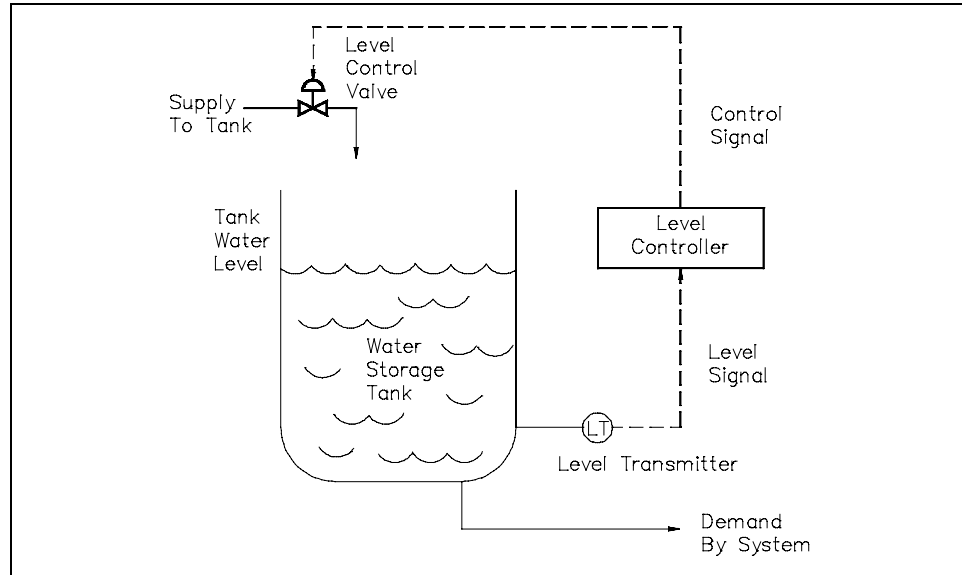 Level
Control
Valve
Supply
To Tank
Control
Signal
Tank
Water
Level
Level
Controller
Water
Storage
Tank
Level
Signal
LT
Level Transmitter
Demand
By System